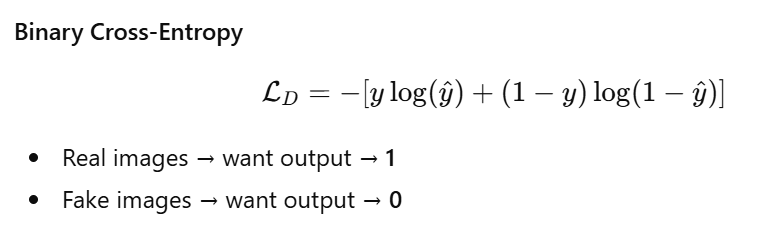 Binary Cross-Entropy
ℒ_D = −[y log(ŷ) + (1 − y) log(1 − ŷ)]
• Real images → want output → 1
• Fake images → want output → 0